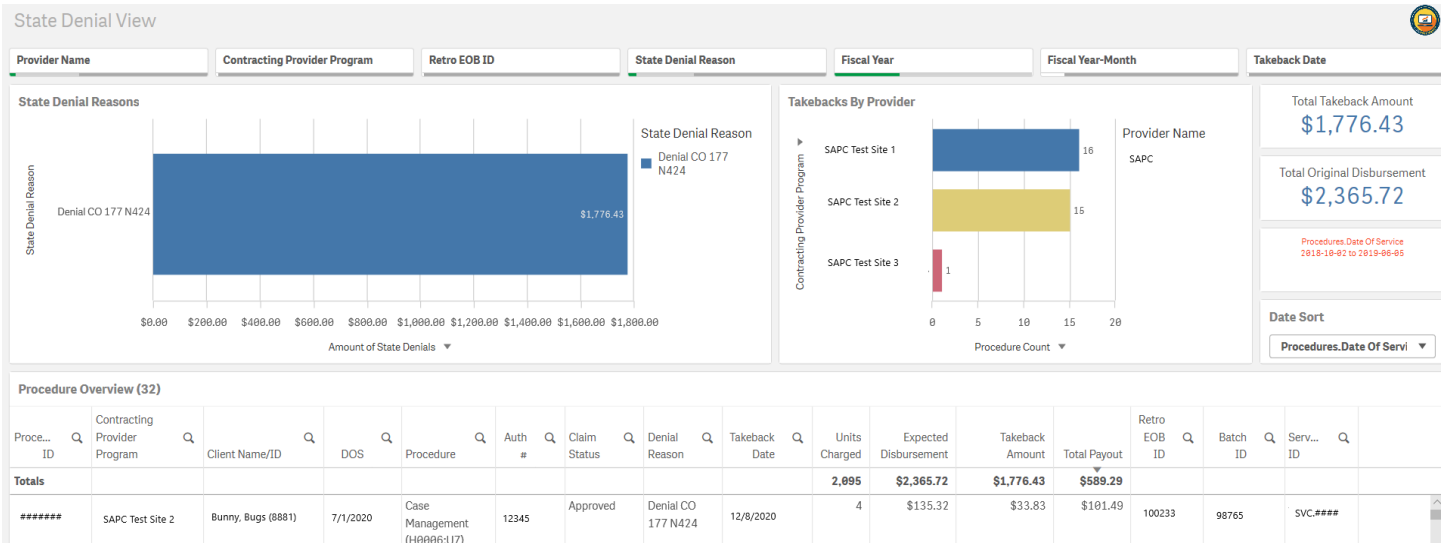 State Denial View
Provider Name
Contracting Provider Program
Retro EOB ID
State Denial Reason
Fiscal Year
Fiscal Year-Month
Takeback Date
State Denial Reasons
State Denial Reason
Denial CO 177 N424
$1,776.43
$0.00 $200.00 $400.00 $600.00 $800.00 $1,000.00 $1,200.00 $1,400.00 $1,600.00 $1,800.00
Amount of State Denials
State Denial Reason
Denial CO 177
N424
Takebacks By Provider
Contracting Provider Program
SAPC Test Site 1
16
SAPC Test Site 2
15
SAPC Test Site 3
1
0 5 10 15 20
Procedure Count
Provider Name
SAPC
Total Takeback Amount
$1,776.43
Total Original Disbursement
$2,365.72
Procedures.Date Of Service
2018-10-02 to 2019-06-05
Date Sort
Procedures.Date Of Servi
Procedure Overview (32)
Proce...
ID
Contracting
Provider
Program
Client Name/ID
DOS
Procedure
Auth
#
Claim
Status
Denial
Reason
Takeback
Date
Units
Charged
Expected
Disbursement
Takeback
Amount
Total Payout
Retro
EOB
ID
Batch
ID
Serv...
ID
Totals
2,095
$2,365.72
$1,776.43
$589.29
#######
SAPC Test Site 2
Bunny, Bugs (8881)
7/1/2020
Case
Management
(H0006:U7)
12345
Approved
Denial CO
177 N424
12/8/2020
4
$135.32
$33.83
$101.49
100233
98765
SVC.####